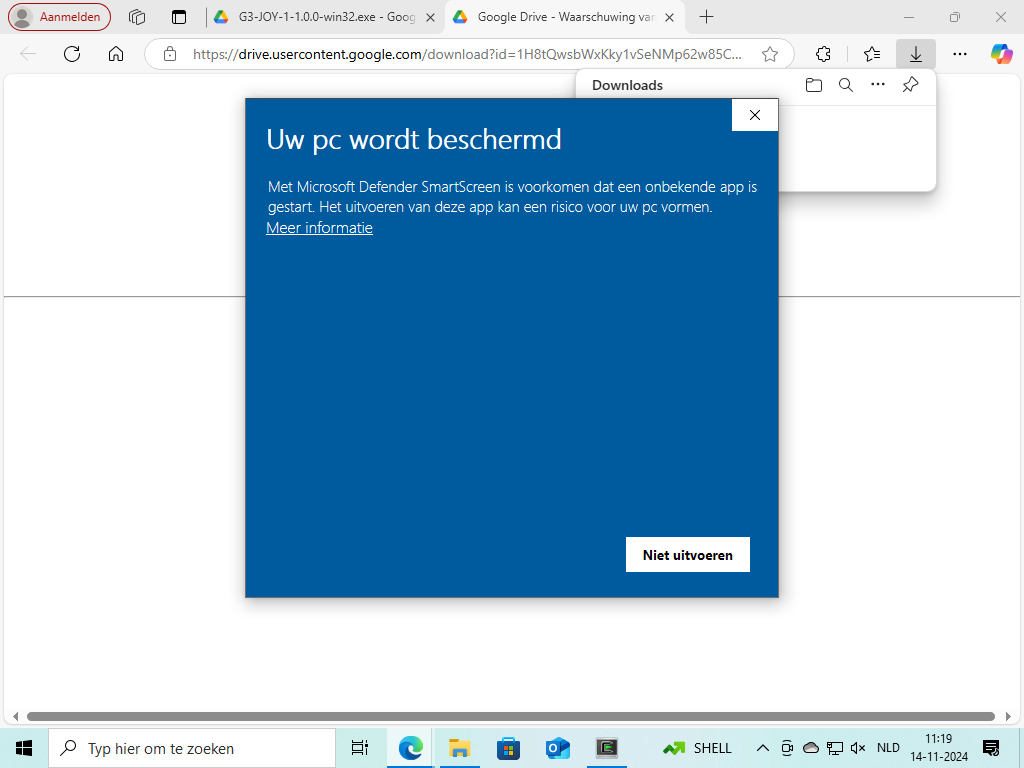 Aanmelden
G3-JOY-1-1.0.0-win32.exe - Goog
Google Drive - Waarschuwing van
https://drive.usercontent.google.com/download?id=1H8tQwsbWxKky1vSeNMp62w85C...
Downloads
Uw pc wordt beschermd
Met Microsoft Defender SmartScreen is voorkomen dat een onbekende app is
gestart. Het uitvoeren van deze app kan een risico voor uw pc vormen.
Meer informatie
Niet uitvoeren
Typ hier om te zoeken
SHELL
NLD
11:19
14-11-2024